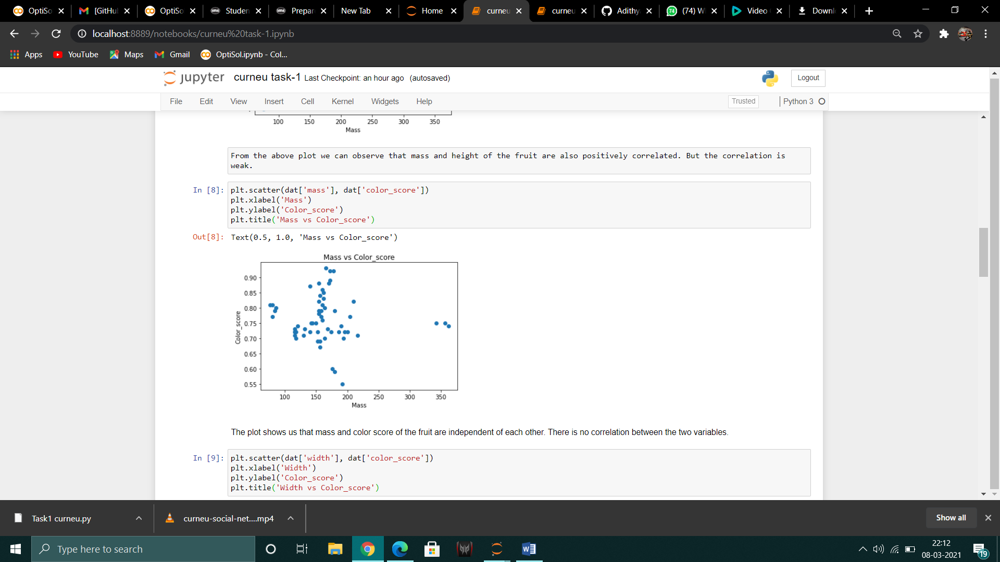 OptiSo
[GitHu
OptiSo
Studen
Prepar
New Tab
Home
curneu
curneu
Adithy
(74) W
Video
Downl
localhost:8889/notebooks/curneu%20task-1.ipynb
Apps
YouTube
Maps
Gmail
OptiSol.ipynb - Col...
jupyter curneu task-1 Last Checkpoint: an hour ago (autosaved)
Logout
File Edit View Insert Cell Kernel Widgets Help
Trusted
Python 3
100 150 200 250 300 350
Mass
From the above plot we can observe that mass and height of the fruit are also positively correlated. But the correlation is
weak.
In [8]: plt.scatter(dat['mass'], dat['color_score'])
plt.xlabel('Mass')
plt.ylabel('Color_score')
plt.title('Mass vs Color_score')
Out[8]: Text(0.5, 1.0, 'Mass vs Color_score')
Mass vs Color_score
0.90
0.85
0.80
0.75
0.70
0.65
0.60
0.55
Color_score
100 150 200 250 300 350
Mass
The plot shows us that mass and color score of the fruit are independent of each other. There is no correlation between the two variables.
In [9]: plt.scatter(dat['width'], dat['color_score'])
plt.xlabel('Width')
plt.ylabel('Color_score')
plt.title('Width vs Color_score')
Task1 curneu.py
curneu-social-net....mp4
Show all
Type here to search
22:12
08-03-2021
19